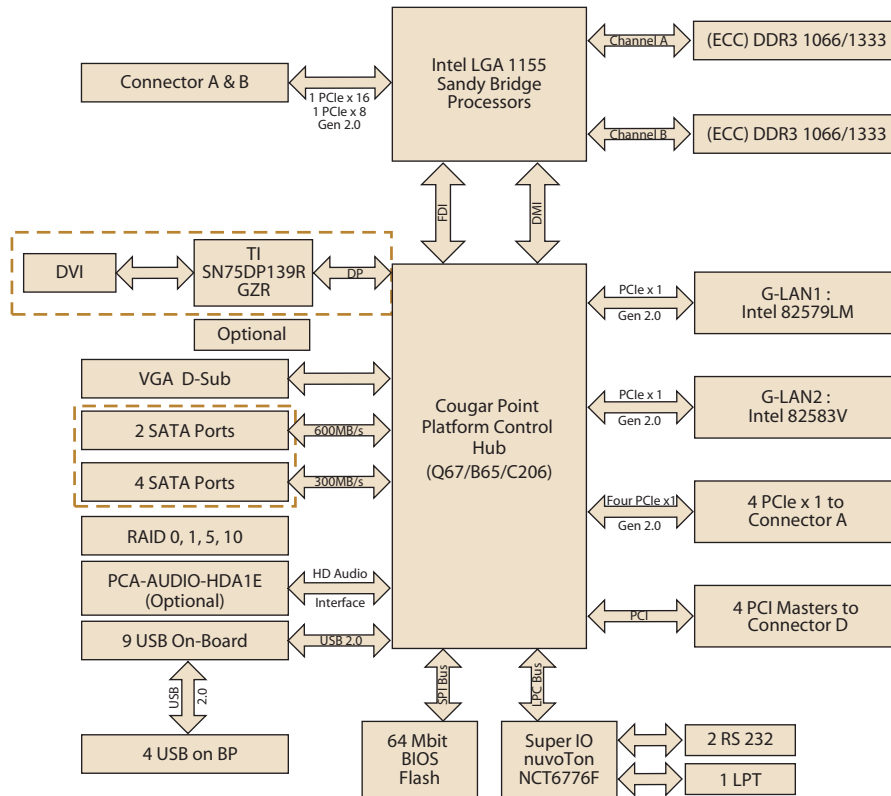 Connector A & B
1 PCIe x 16
1 PCIe x 8
Gen 2.0
Intel LGA 1155
Sandy Bridge
Processors
Channel A
(ECC) DDR3 1066/1333
Channel B
(ECC) DDR3 1066/1333
FDI
DMI
DVI
TI
SN75DP139R
GZR
DP
Optional
VGA D-Sub
2 SATA Ports
600MB/s
4 SATA Ports
300MB/s
RAID 0, 1, 5, 10
PCA-AUDIO-HDA1E
(Optional)
HD Audio
Interface
9 USB On-Board
USB 2.0
USB
2.0
4 USB on BP
Cougar Point
Platform Control
Hub
(Q67/B65/C206)
PCIe x 1
Gen 2.0
G-LAN1 :
Intel 82579LM
PCIe x 1
Gen 2.0
G-LAN2 :
Intel 82583V
Four PCIe x1
Gen 2.0
4 PCIe x 1 to
Connector A
PCI
4 PCI Masters to
Connector D
SPI Bus
LPC Bus
64 Mbit
BIOS
Flash
Super IO
nuvoTon
NCT6776F
2 RS 232
1 LPT